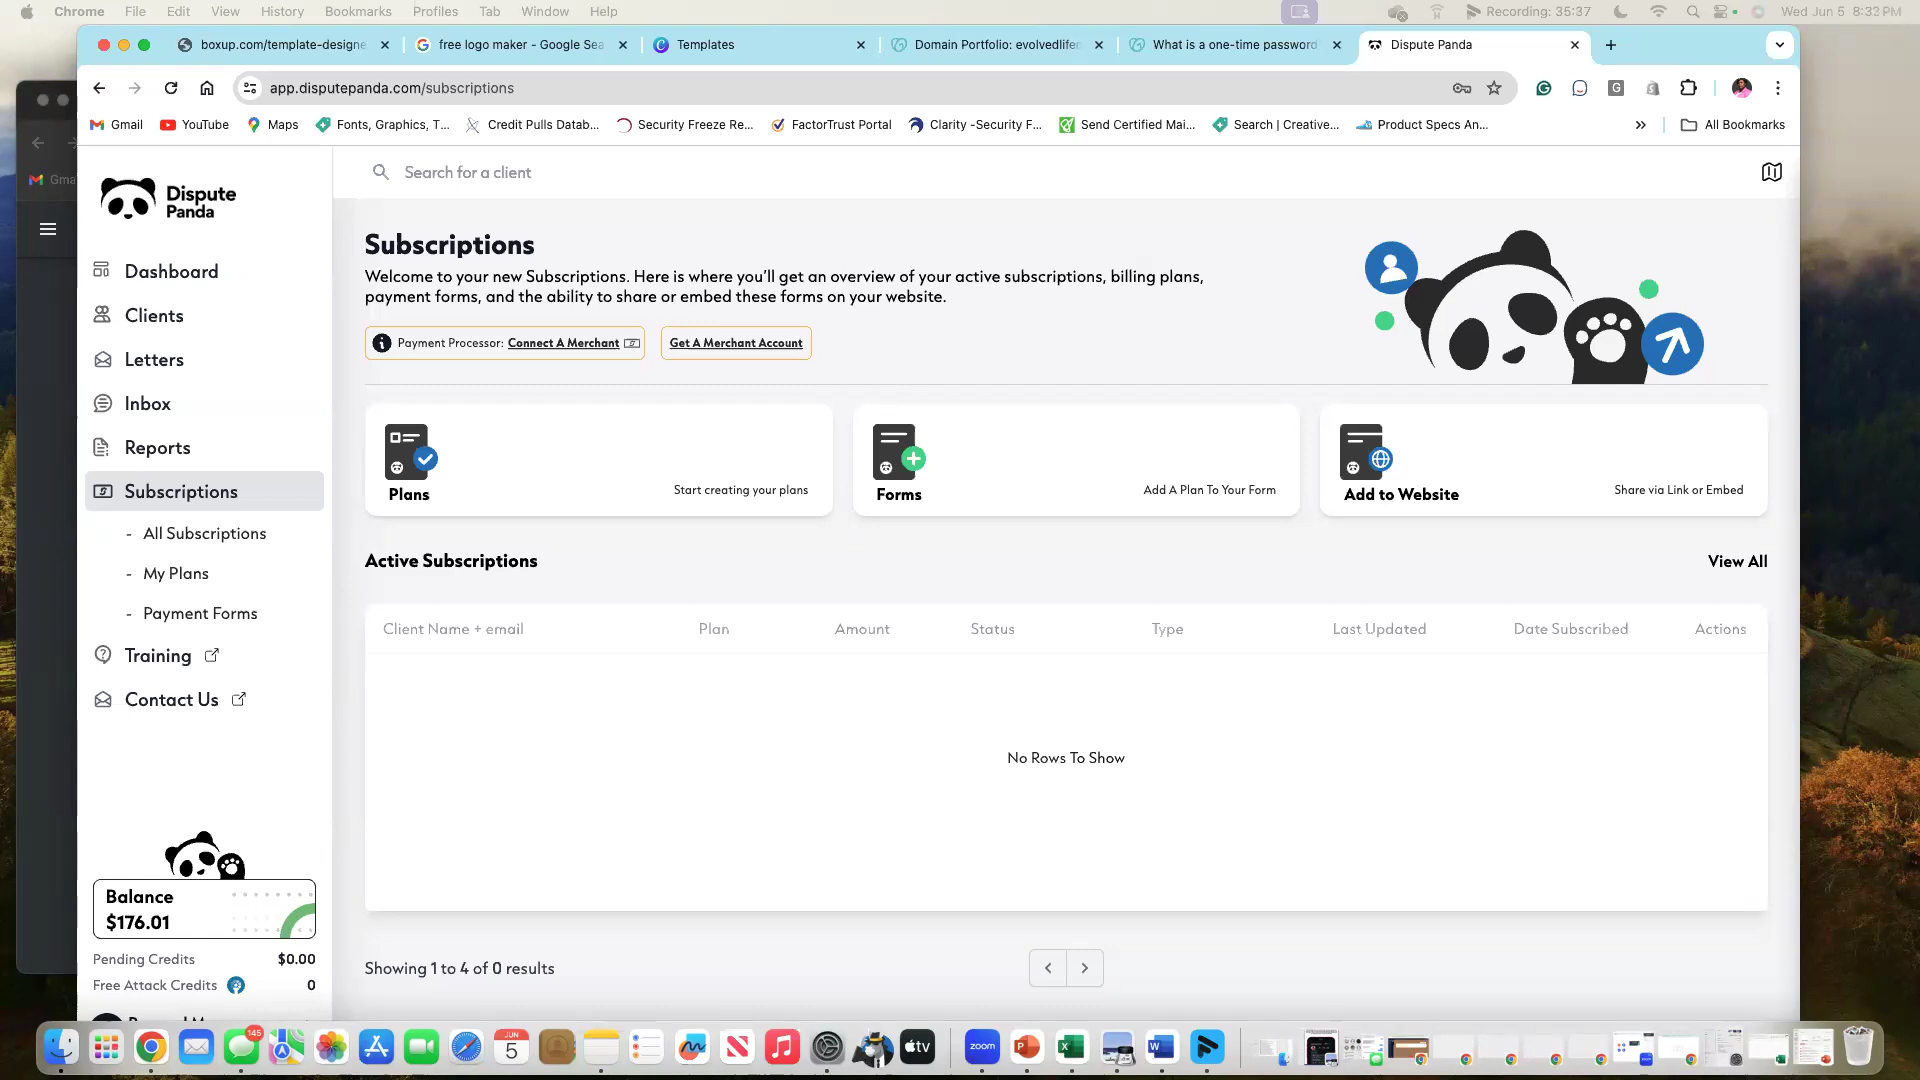 Chrome File Edit View History Bookmarks Profiles Tab Window Help Recording: 35:37 Wed Jun 5 8:33 PM
boxup.com/template-designe free logo maker - Google Sea Templates Domain Portfolio: evolvedlifen What is a one-time password Dispute Panda
app.disputepanda.com/subscriptions
Gmail YouTube Maps Fonts, Graphics, T... Credit Pulls Datab... Security Freeze Re... FactorTrust Portal Clarity -Security F... Send Certified Mai... Search | Creative... Product Specs An... » All Bookmarks
Gma
Dispute
Panda
Search for a client
Dashboard
Clients
Letters
Inbox
Reports
Subscriptions
- All Subscriptions
- My Plans
- Payment Forms
Training
Contact Us
Balance
$176.01
Pending Credits $0.00
Free Attack Credits 0
Subscriptions
Welcome to your new Subscriptions. Here is where you'll get an overview of your active subscriptions, billing plans,
payment forms, and the ability to share or embed these forms on your website.
Payment Processor: Connect A Merchant Get A Merchant Account
Plans Start creating your plans
Forms Add A Plan To Your Form
Add to Website Share via Link or Embed
Active Subscriptions View All
Client Name + email Plan Amount Status Type Last Updated Date Subscribed Actions
No Rows To Show
Showing 1 to 4 of 0 results
145
JUN
5
tv
zoom